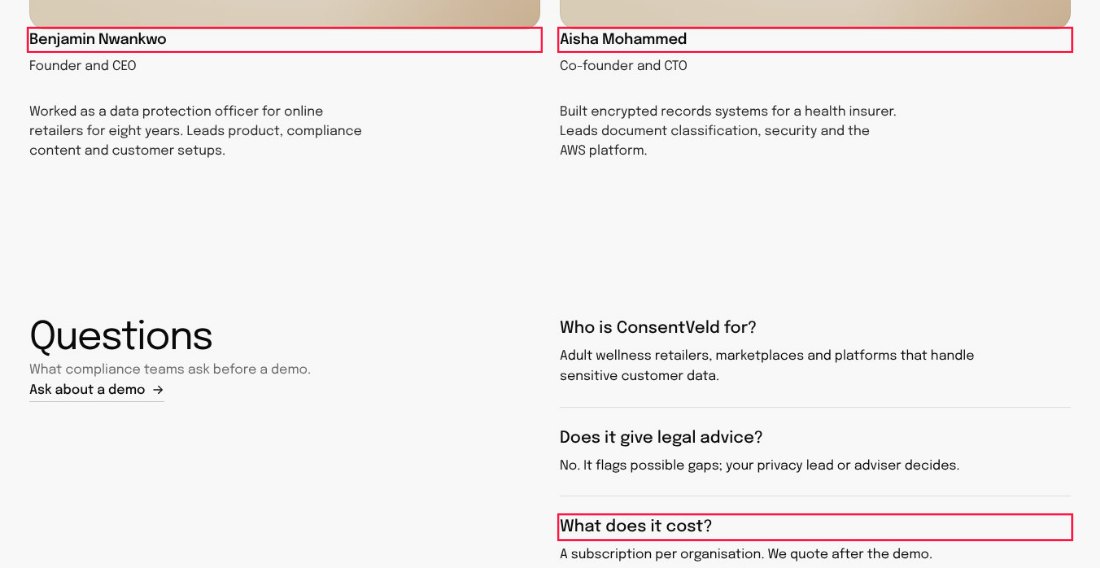 Benjamin Nwankwo
Founder and CEO
Worked as a data protection officer for online
retailers for eight years. Leads product, compliance
content and customer setups.
Aisha Mohammed
Co-founder and CTO
Built encrypted records systems for a health insurer.
Leads document classification, security and the
AWS platform.
Questions
What compliance teams ask before a demo.
Ask about a demo →
Who is ConsentVeld for?
Adult wellness retailers, marketplaces and platforms that handle
sensitive customer data.
Does it give legal advice?
No. It flags possible gaps; your privacy lead or adviser decides.
What does it cost?
A subscription per organisation. We quote after the demo.